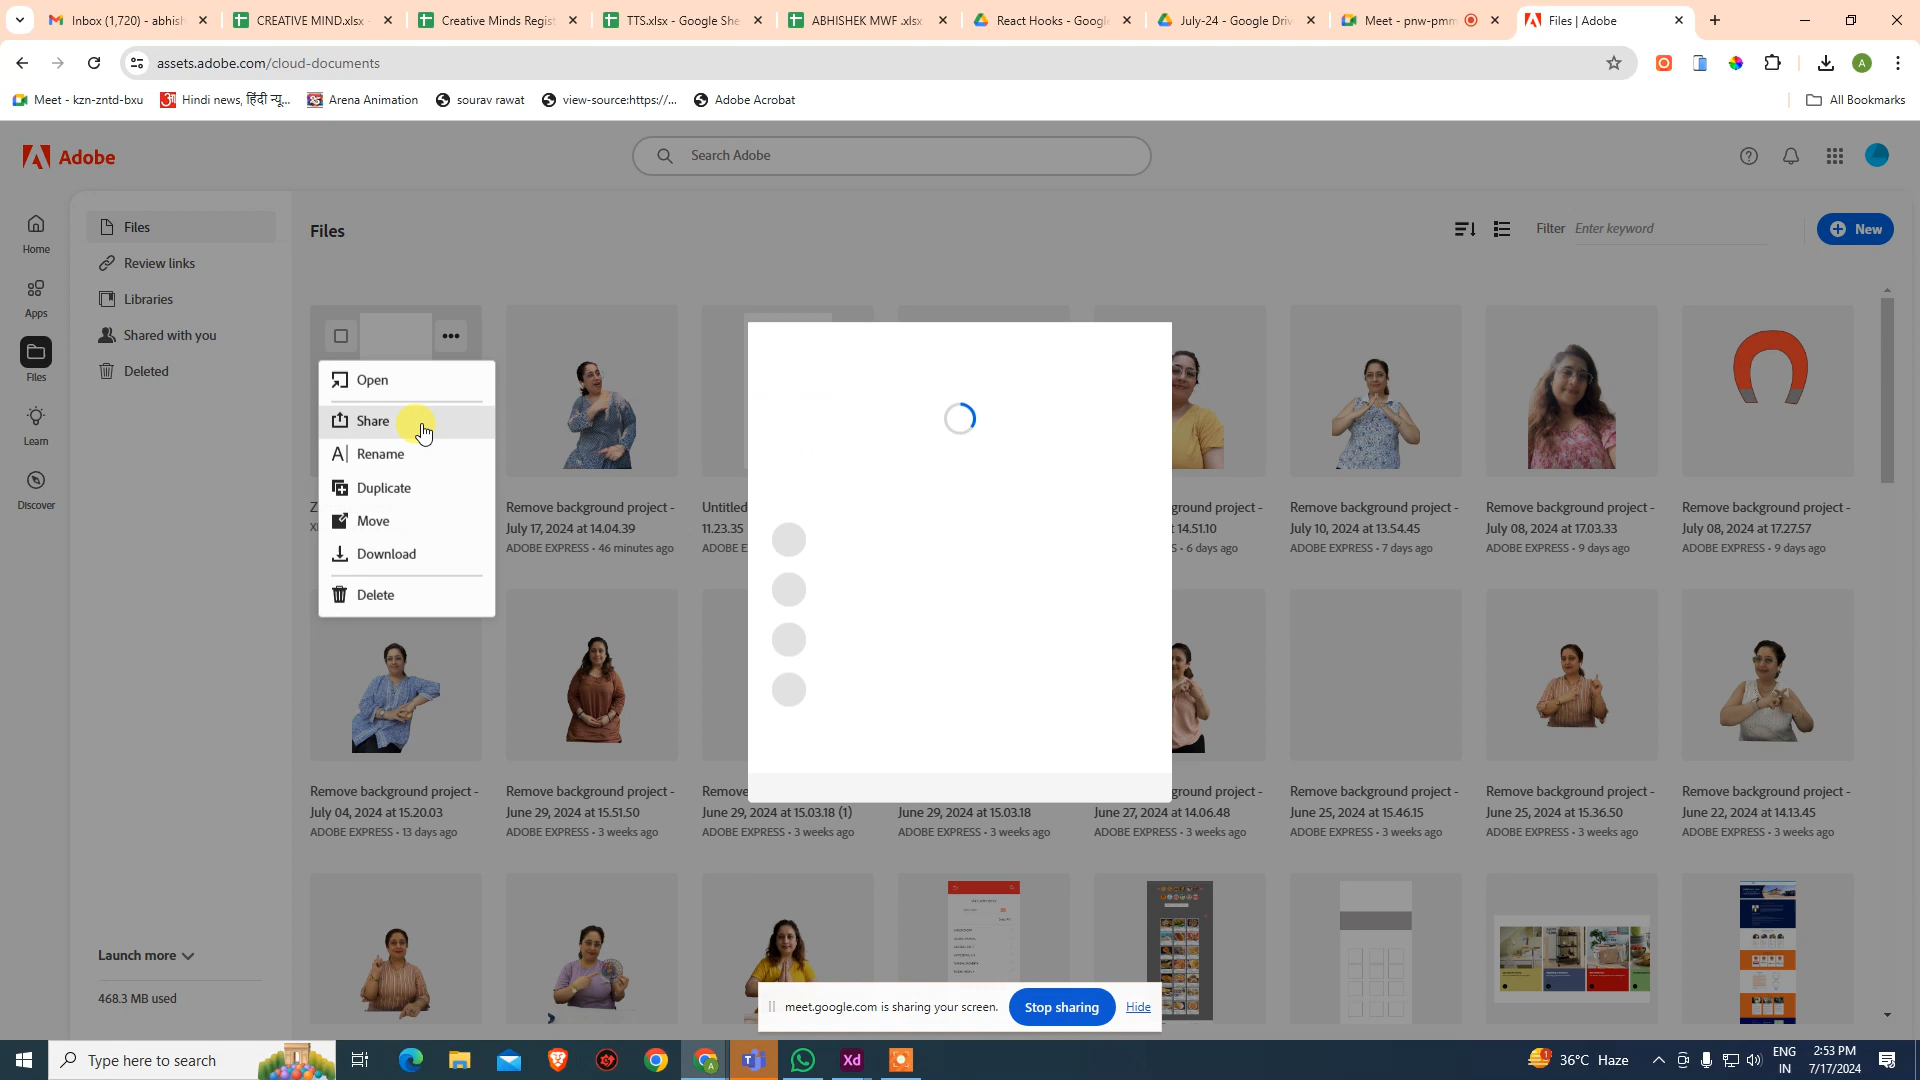 Inbox (1,720) - abhis
CREATIVE MIND.xlsx
Creative Minds Regist
TTS.xlsx - Google She
ABHISHEK MWF .xlsx
React Hooks - Google
July-24 - Google Driv
Meet - pnw-pmm
Files | Adobe
assets.adobe.com/cloud-documents
A
Meet - kzn-zntd-bxu
Hindi news, हिंदी न्यू...
Arena Animation
sourav rawat
view-source:https://...
Adobe Acrobat
All Bookmarks
Adobe
Search Adobe
Home
Apps
Files
Learn
Discover
Files
Review links
Libraries
Shared with you
Deleted
Launch more
468.3 MB used
Files
Filter
Enter keyword
New
Open
Share
Rename
Duplicate
Move
Download
Delete
Remove background project -
July 17, 2024 at 14.04.39
ADOBE EXPRESS • 46 minutes ago
Untitled
11.23.35
ADOBE E
ground project -
14.51.10
S • 6 days ago
Remove background project -
July 10, 2024 at 13.54.45
ADOBE EXPRESS • 7 days ago
Remove background project -
July 08, 2024 at 17.03.33
ADOBE EXPRESS • 9 days ago
Remove background project -
July 08, 2024 at 17.27.57
ADOBE EXPRESS • 9 days ago
Remove background project -
July 04, 2024 at 15.20.03
ADOBE EXPRESS • 13 days ago
Remove background project -
June 29, 2024 at 15.51.50
ADOBE EXPRESS • 3 weeks ago
Remove
June 29, 2024 at 15.03.18 (1)
ADOBE EXPRESS • 3 weeks ago
June 29, 2024 at 15.03.18
ADOBE EXPRESS • 3 weeks ago
ground project -
June 27, 2024 at 14.06.48
ADOBE EXPRESS • 3 weeks ago
Remove background project -
June 25, 2024 at 15.46.15
ADOBE EXPRESS • 3 weeks ago
Remove background project -
June 25, 2024 at 15.36.50
ADOBE EXPRESS • 3 weeks ago
Remove background project -
June 22, 2024 at 14.13.45
ADOBE EXPRESS • 3 weeks ago
meet.google.com is sharing your screen.
Stop sharing
Hide
Type here to search
Xd
36°C Haze
ENG
IN
2:53 PM
7/17/2024